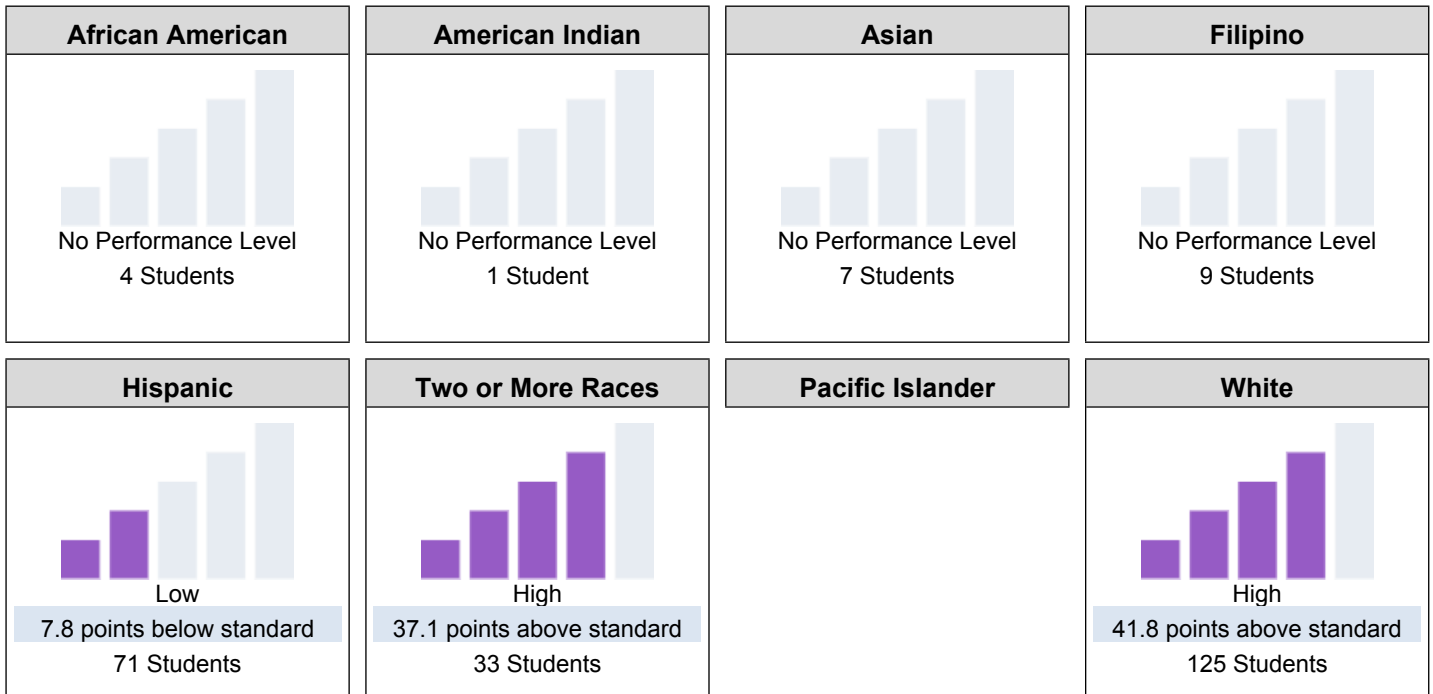 African American
No Performance Level
4 Students
American Indian
No Performance Level
1 Student
Asian
No Performance Level
7 Students
Filipino
No Performance Level
9 Students
Hispanic
Low
7.8 points below standard
71 Students
Two or More Races
High
37.1 points above standard
33 Students
Pacific Islander
White
High
41.8 points above standard
125 Students